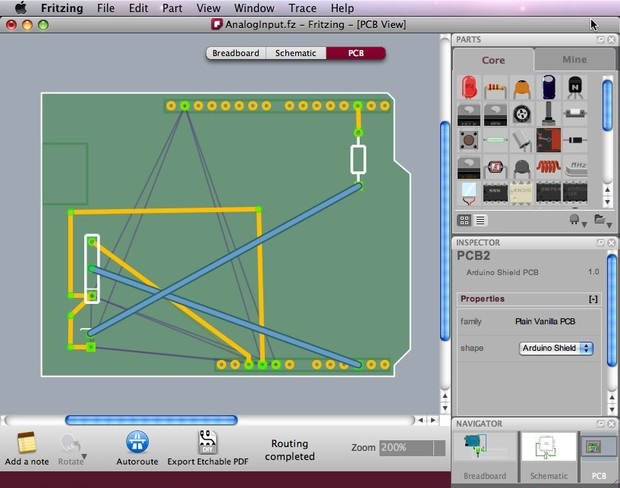 Fritzing File Edit Part View Window Trace Help
AnalogInput.fz – Fritzing – [PCB View]
Breadboard Schematic PCB
PARTS
Core Mine
N
MHz
INSPECTOR
PCB2
Arduino Shield PCB 1.0
Properties [-]
family Plain Vanilla PCB
shape Arduino Shield
NAVIGATOR
Breadboard Schematic PCB
Add a note
Rotate
Autoroute
DIY
Export Etchable PDF
Routing
completed
Zoom 200%